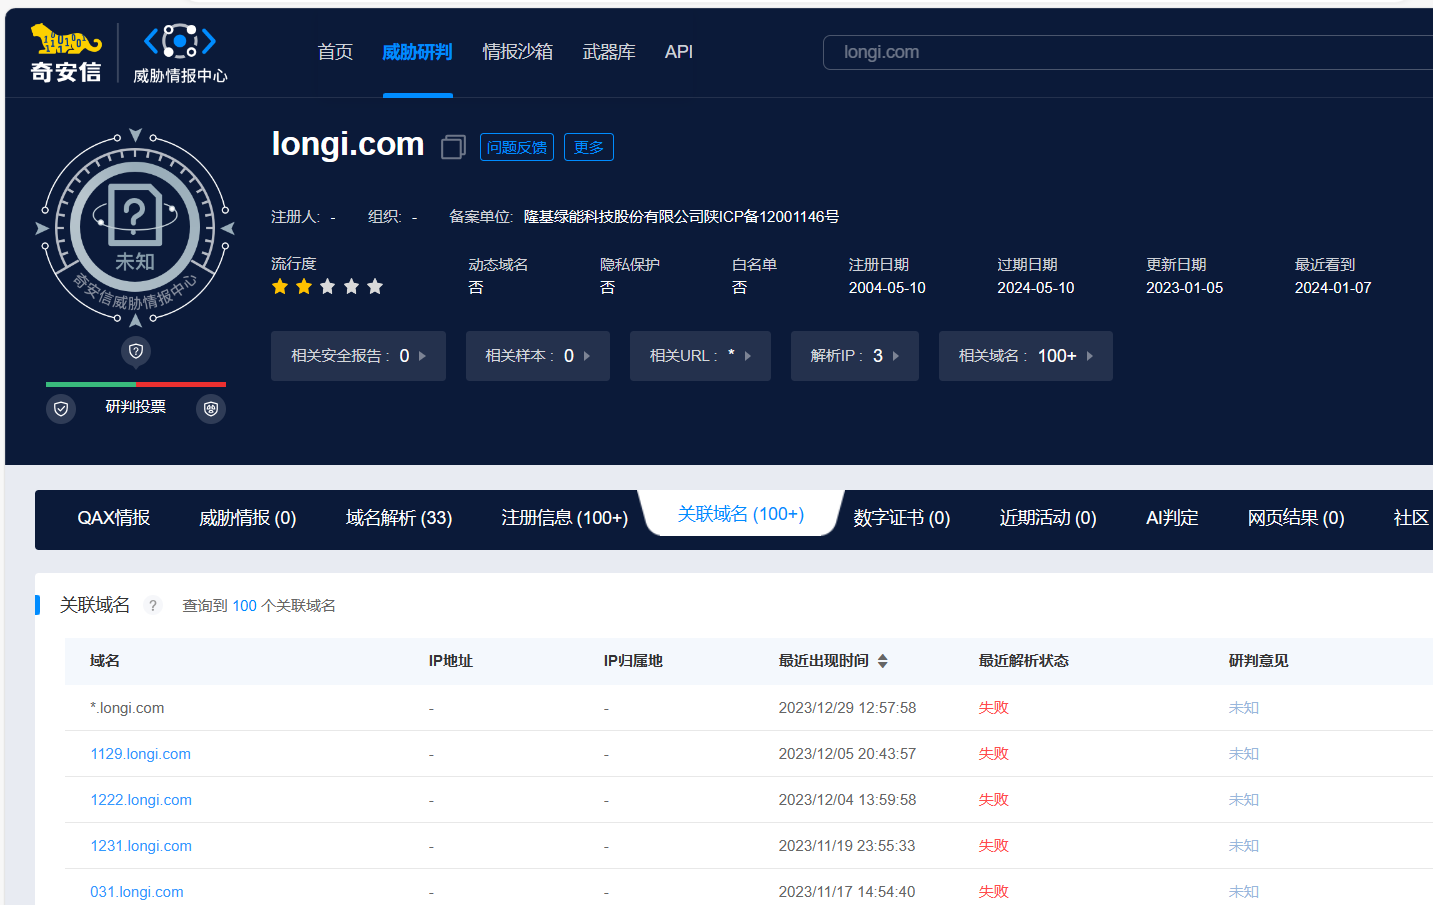 奇安信
威胁情报中心
首页 威胁研判 情报沙箱 武器库 API
longi.com
longi.com 问题反馈 更多
未知
奇安信威胁情报中心
注册人: - 组织: - 备案单位: 隆基绿能科技股份有限公司陕ICP备12001146号
流行度 动态域名 隐私保护 白名单 注册日期 过期日期 更新日期 最近看到
否 否 否 2004-05-10 2024-05-10 2023-01-05 2024-01-07
相关安全报告 : 0 相关样本 : 0 相关URL : * 解析IP : 3 相关域名 : 100+
研判投票
QAX情报 威胁情报 (0) 域名解析 (33) 注册信息 (100+) 关联域名 (100+) 数字证书 (0) 近期活动 (0) AI判定 网页结果 (0) 社区
关联域名 ? 查询到 100 个关联域名
域名 IP地址 IP归属地 最近出现时间 最近解析状态 研判意见
*.longi.com - - 2023/12/29 12:57:58 失败 未知
1129.longi.com - - 2023/12/05 20:43:57 失败 未知
1222.longi.com - - 2023/12/04 13:59:58 失败 未知
1231.longi.com - - 2023/11/19 23:55:33 失败 未知
031.longi.com - - 2023/11/17 14:54:40 失败 未知